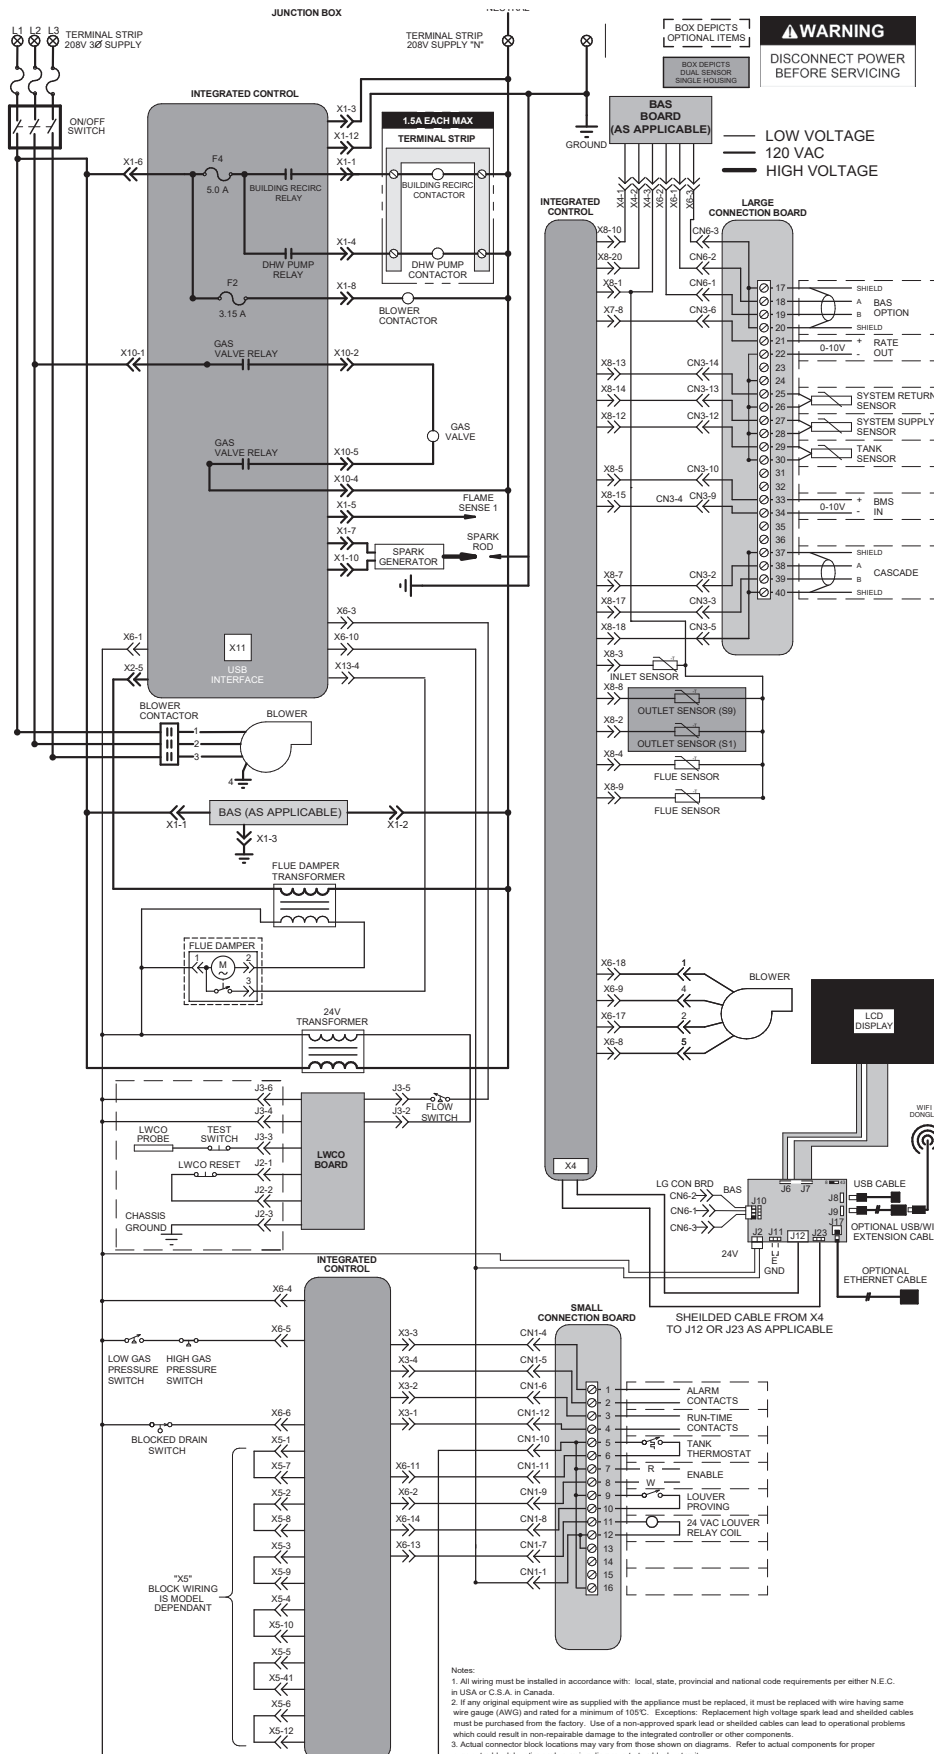 JUNCTION BOX
NEUTRAL
L1 L2 L3
TERMINAL STRIP
208V 3Ø SUPPLY
TERMINAL STRIP
208V SUPPLY "N"
BOX DEPICTS
OPTIONAL ITEMS
BOX DEPICTS
DUAL SENSOR
SINGLE HOUSING
WARNING
DISCONNECT POWER
BEFORE SERVICING
ON/OFF
SWITCH
INTEGRATED CONTROL
X1-3
X1-12
X1-6
X1-1
F4
5.0 A
BUILDING RECIRC
RELAY
X1-4
DHW PUMP
RELAY
F2
3.15 A
X1-8
BLOWER
CONTACTOR
1.5A EACH MAX
TERMINAL STRIP
BUILDING RECIRC
CONTACTOR
DHW PUMP
CONTACTOR
GROUND
BAS
BOARD
(AS APPLICABLE)
LOW VOLTAGE
120 VAC
HIGH VOLTAGE
X4-1
X4-2
X4-3
X6-2
X6-1
X6-3
X10-1
GAS
VALVE RELAY
X10-2
GAS
VALVE
GAS
VALVE RELAY
X10-5
X10-4
X1-5
FLAME
SENSE 1
X1-7
X1-10
SPARK
GENERATOR
SPARK
ROD
X6-3
X6-10
X13-4
X6-1
X2-5
X11
USB
INTERFACE
INTEGRATED
CONTROL
LARGE
CONNECTION BOARD
X8-10
X8-20
X8-1
X7-8
X8-13
X8-14
X8-12
X8-5
X8-15
X8-7
X8-17
X8-18
X8-3
X8-8
X8-2
X8-4
X8-9
CN6-3
CN6-2
CN6-1
CN3-6
CN3-14
CN3-13
CN3-12
CN3-10
CN3-4 CN3-9
CN3-2
CN3-3
CN3-5
17 SHIELD
18 A
19 B
20 SHIELD
BAS
OPTION
21 +
22 0-10V -
RATE
OUT
23
24
25
26
SYSTEM RETURN
SENSOR
27
28
SYSTEM SUPPLY
SENSOR
29
30
TANK
SENSOR
31
32
33 +
34 0-10V -
BMS
IN
35
36
37 SHIELD
38 A
39 B
40 SHIELD
CASCADE
INLET SENSOR
OUTLET SENSOR (S9)
OUTLET SENSOR (S1)
FLUE SENSOR
FLUE SENSOR
BLOWER
CONTACTOR
1
2
3
4
BLOWER
BAS (AS APPLICABLE)
X1-1
X1-2
X1-3
FLUE DAMPER
TRANSFORMER
FLUE DAMPER
1 M 2
3
24V
TRANSFORMER
X6-18 1
X6-9 4
X6-17 2
X6-8 5
BLOWER
LCD
DISPLAY
J3-6
J3-4
J3-3
J2-1
J2-2
J2-3
LWCO
PROBE
TEST
SWITCH
LWCO RESET
CHASSIS
GROUND
LWCO
BOARD
J3-5
J3-2
FLOW
SWITCH
X4
LG CON BRD
CN6-2
CN6-1
CN6-3
BAS
J10
J6 J7
J8
J9
J17
J2 J11 J12 J23
24V
E
GND
USB CABLE
OPTIONAL ETHERNET CABLE
SHEILDED CABLE FROM X4
TO J12 OR J23 AS APPLICABLE
INTEGRATED
CONTROL
X6-4
X6-5
LOW GAS
PRESSURE
SWITCH
HIGH GAS
PRESSURE
SWITCH
X6-6
BLOCKED DRAIN
SWITCH
X5-1
X5-7
X5-2
X5-8
X5-3
X5-9
X5-4
X5-10
X5-5
X5-41
X5-6
X5-12
"X5"
BLOCK WIRING
IS MODEL
DEPENDANT
X3-3
X3-4
X3-2
X3-1
X6-11
X6-2
X6-14
X6-13
SMALL
CONNECTION BOARD
CN1-4
CN1-5
CN1-6
CN1-12
CN1-10
CN1-11
CN1-9
CN1-8
CN1-7
CN1-1
1
2
ALARM
CONTACTS
3
4
RUN-TIME
CONTACTS
5
6
TANK
THERMOSTAT
7 R
8 W
ENABLE
9
10
LOUVER
PROVING
11
12
24 VAC LOUVER
RELAY COIL
13
14
15
16
Notes:
1. All wiring must be installed in accordance with: local, state, provincial and national code requirements per either N.E.C.
in USA or C.S.A. in Canada.
2. If any original equipment wire as supplied with the appliance must be replaced, it must be replaced with wire having same
wire gauge (AWG) and rated for a minimum of 105°C. Exceptions: Replacement high voltage spark lead and sheilded cables
must be purchased from the factory. Use of a non-approved spark lead or sheilded cables can lead to operational problems
which could result in non-repairable damage to the integrated controller or other components.
3. Actual connector block locations may vary from those shown on diagrams. Refer to actual components for proper